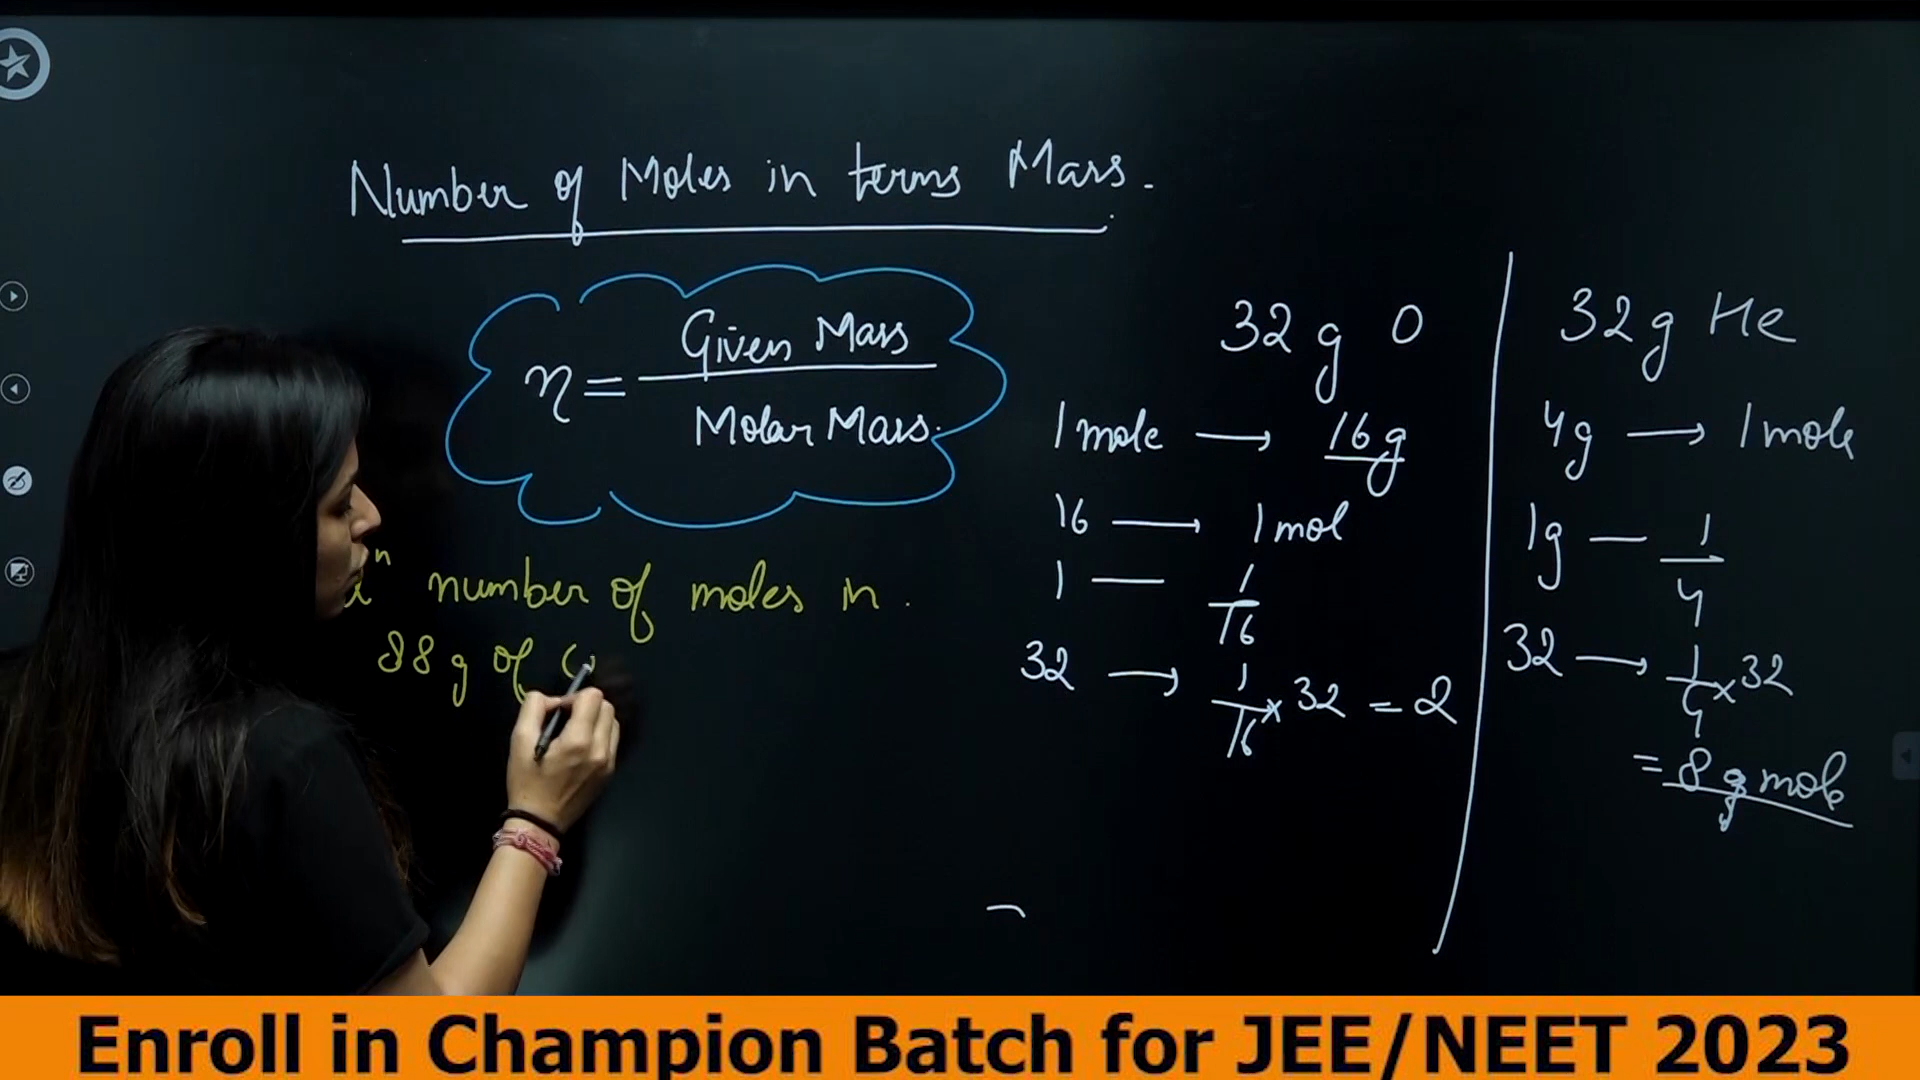 Number of Moles in terms Mass.
n = Given Mass
Molar Mass.
number of moles in.
88 g of
32 g O
1 mole → 16g
16 → 1 mol
1 — 1/16
32 → 1/16 × 32 = 2
32g He
4g → 1 mole
1g — 1/4
32 → 1/4 × 32
= 8 g mole
Enroll in Champion Batch for JEE/NEET 2023